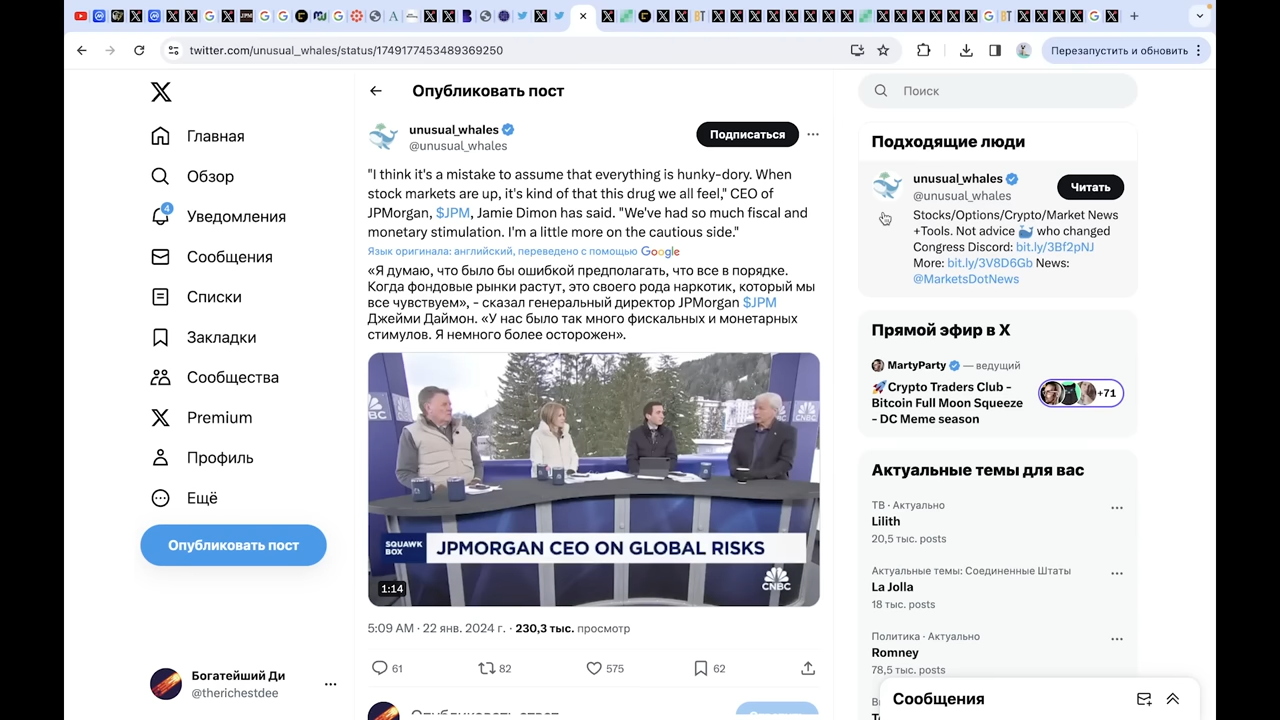 twitter.com/unusual_whales/status/1749177453489369250
Перезапустить и обновить
Главная
Обзор
4
Уведомления
Сообщения
Списки
Закладки
Сообщества
Premium
Профиль
Ещё
Опубликовать пост
Богатейший Ди
@therichestdee
Опубликовать пост
unusual_whales
@unusual_whales
Подписаться
"I think it's a mistake to assume that everything is hunky-dory. When
stock markets are up, it's kind of that this drug we all feel," CEO of
JPMorgan, $JPM, Jamie Dimon has said. "We've had so much fiscal and
monetary stimulation. I'm a little more on the cautious side."
Язык оригинала: английский, переведено с помощью Google
«Я думаю, что было бы ошибкой предполагать, что все в порядке.
Когда фондовые рынки растут, это своего рода наркотик, который мы
все чувствуем», - сказал генеральный директор JPMorgan $JPM
Джейми Даймон. «У нас было так много фискальных и монетарных
стимулов. Я немного более осторожен».
CNBC
SQUAWK
BOX
JPMORGAN CEO ON GLOBAL RISKS
CNBC
1:14
5:09 AM · 22 янв. 2024 г. · 230,3 тыс. просмотр
61
82
575
62
Опубликовать ответ
Поиск
Подходящие люди
unusual_whales
@unusual_whales
Читать
Stocks/Options/Crypto/Market News
+Tools. Not advice 🐳 who changed
Congress Discord: bit.ly/3Bf2pNJ
More: bit.ly/3V8D6Gb News:
@MarketsDotNews
Прямой эфир в X
MartyParty — ведущий
🚀Crypto Traders Club –
Bitcoin Full Moon Squeeze
– DC Meme season
+71
Актуальные темы для вас
ТВ · Актуально
Lilith
20,5 тыс. posts
Актуальные темы: Соединенные Штаты
La Jolla
18 тыс. posts
Политика · Актуально
Romney
78,5 тыс. posts
Сообщения